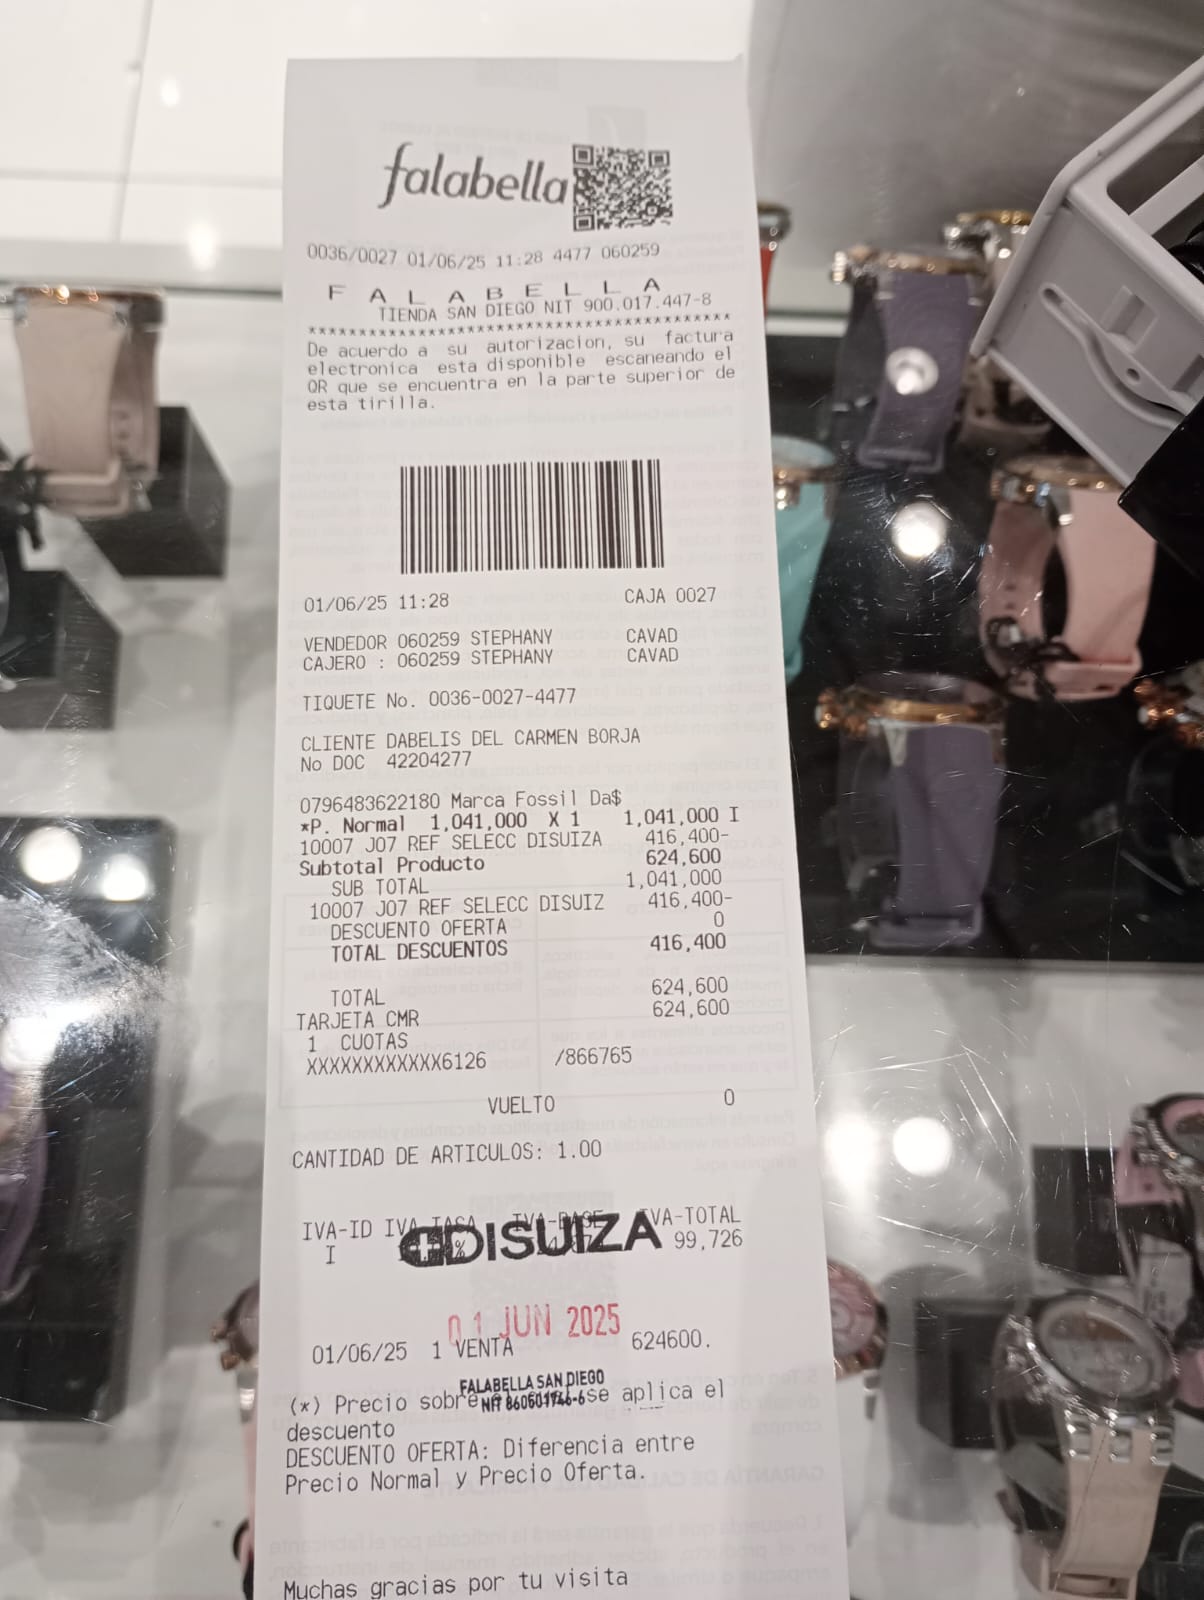 falabella
0036/0027 01/06/25 11:28 4477 060259
F A L A B E L L A
TIENDA SAN DIEGO NIT 900.017.447-8
******************************************
De acuerdo a su autorizacion, su factura
electronica esta disponible escaneando el
QR que se encuentra en la parte superior de
esta tirilla.
01/06/25 11:28 CAJA 0027
VENDEDOR 060259 STEPHANY CAVAD
CAJERO : 060259 STEPHANY CAVAD
TIQUETE No. 0036-0027-4477
CLIENTE DABELIS DEL CARMEN BORJA
No DOC 42204277
0796483622180 Marca Fossil Da$
*P. Normal 1,041,000 X 1 1,041,000 I
10007 J07 REF SELECC DISUIZA 416,400-
Subtotal Producto 624,600
SUB TOTAL 1,041,000
10007 J07 REF SELECC DISUIZ 416,400-
DESCUENTO OFERTA 0
TOTAL DESCUENTOS 416,400
TOTAL 624,600
TARJETA CMR 624,600
1 CUOTAS
XXXXXXXXXXXX6126 /866765
VUELTO 0
CANTIDAD DE ARTICULOS: 1.00
IVA-ID IVA-TASA IVA-BASE IVA-TOTAL
I % 99,726
DISUIZA
01 JUN 2025
01/06/25 1 VENTA 624600.
FALABELLA SAN DIEGO
NIT 860501746-6
(*) Precio sobre se aplica el
descuento
DESCUENTO OFERTA: Diferencia entre
Precio Normal y Precio Oferta.
Muchas gracias por tu visita